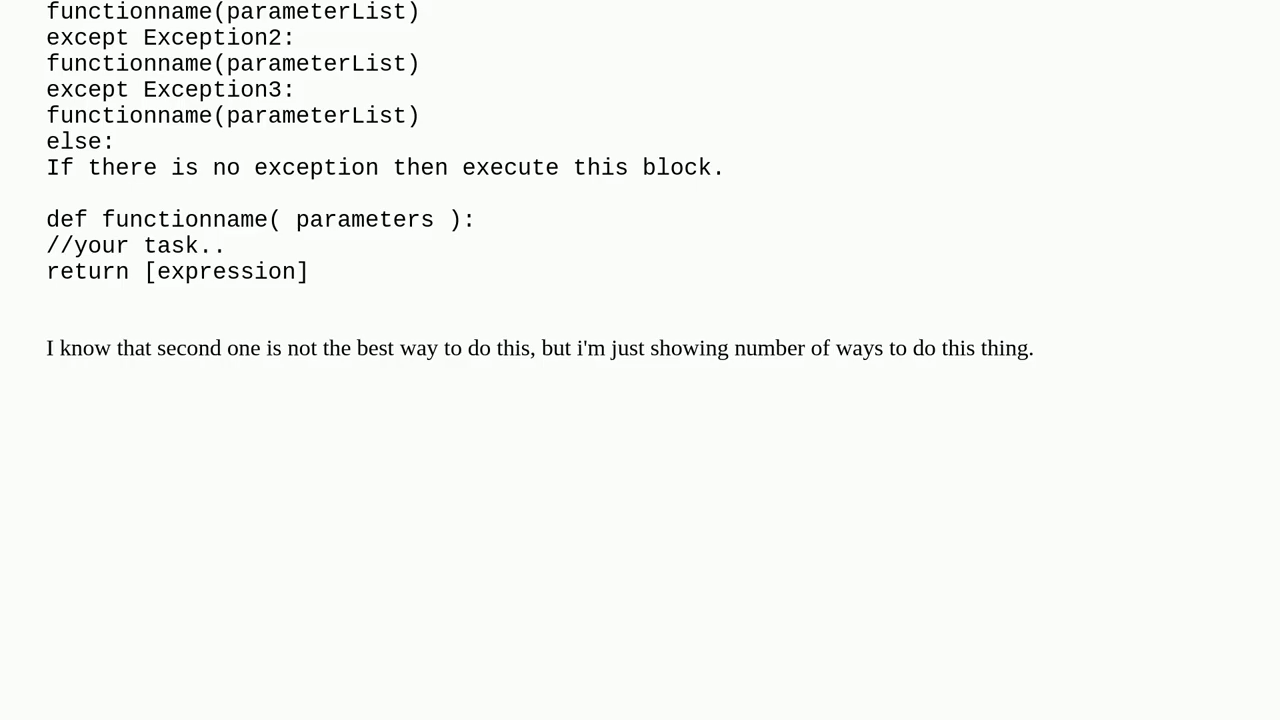 functionname(parameterList)
except Exception2:
functionname(parameterList)
except Exception3:
functionname(parameterList)
else:
If there is no exception then execute this block.
def functionname( parameters ):
//your task..
return [expression]
I know that second one is not the best way to do this, but i'm just showing number of ways to do this thing.